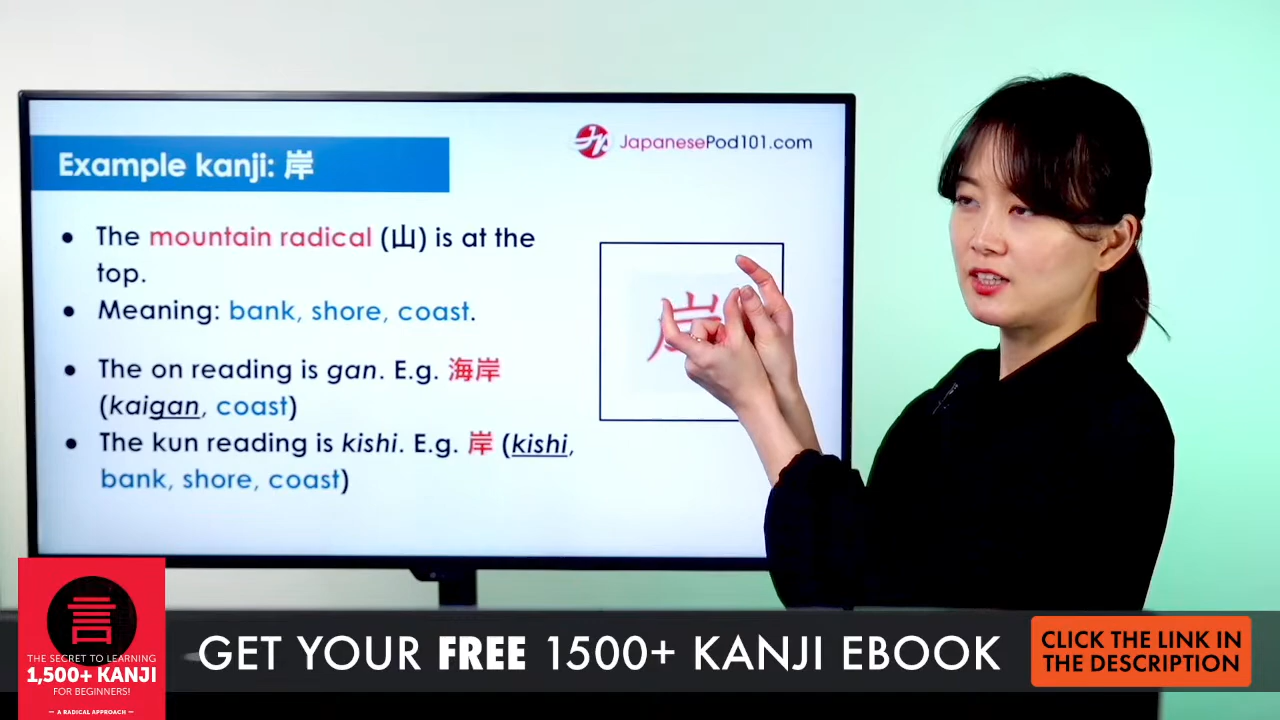 Example kanji: 岸
JapanesePod101.com
• The mountain radical (山) is at the
top.
• Meaning: bank, shore, coast.
• The on reading is gan. E.g. 海岸
(kaigan, coast)
• The kun reading is kishi. E.g. 岸 (kishi,
bank, shore, coast)
岸
言
THE SECRET TO LEARNING
1,500+ KANJI
FOR BEGINNERS!
— A RADICAL APPROACH —
GET YOUR FREE 1500+ KANJI EBOOK
CLICK THE LINK IN
THE DESCRIPTION